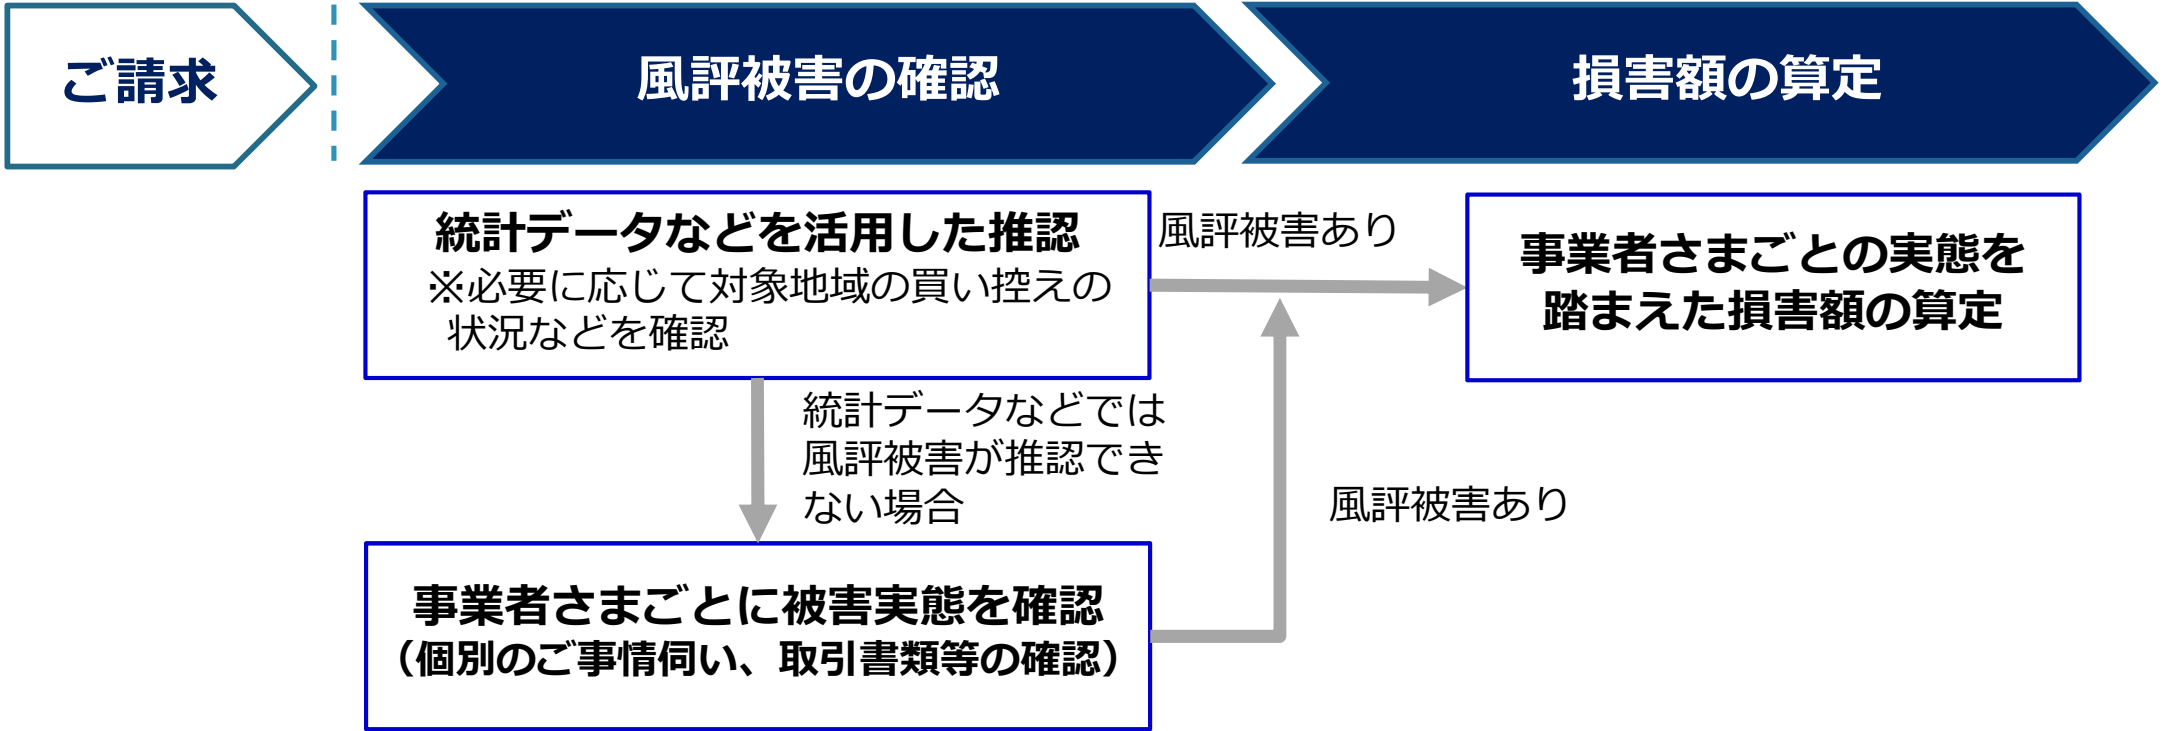 ご請求
風評被害の確認
損害額の算定
統計データなどを活用した推認
※必要に応じて対象地域の買い控えの
状況などを確認
風評被害あり
事業者さまごとの実態を
踏まえた損害額の算定
統計データなどでは
風評被害が推認でき
ない場合
風評被害あり
事業者さまごとに被害実態を確認
（個別のご事情伺い、取引書類等の確認）